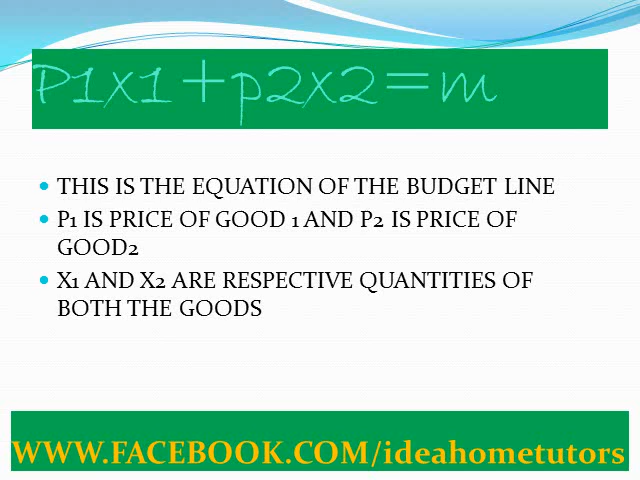 P1x1+p2x2=m
THIS IS THE EQUATION OF THE BUDGET LINE
P1 IS PRICE OF GOOD 1 AND P2 IS PRICE OF
GOOD2
X1 AND X2 ARE RESPECTIVE QUANTITIES OF
BOTH THE GOODS
WWW.FACEBOOK.COM/ideahometutors